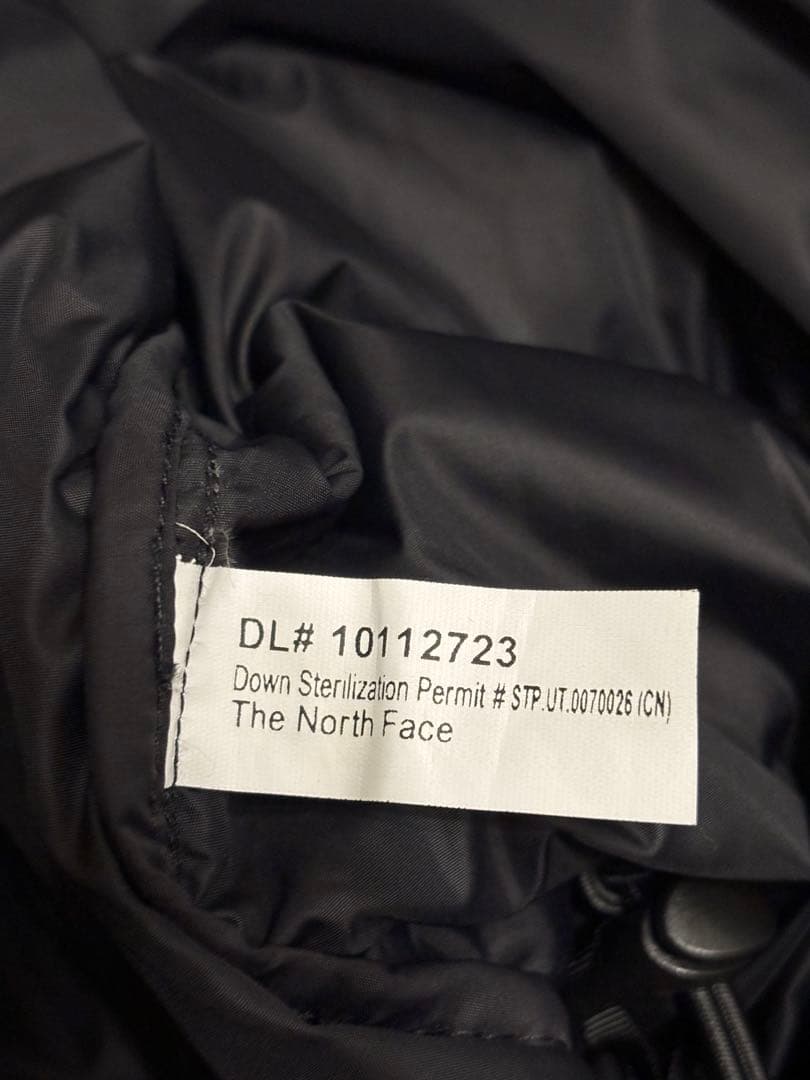 DL# 10112723
Down Sterilization Permit # STP.UT.0070026 (CN)
The North Face